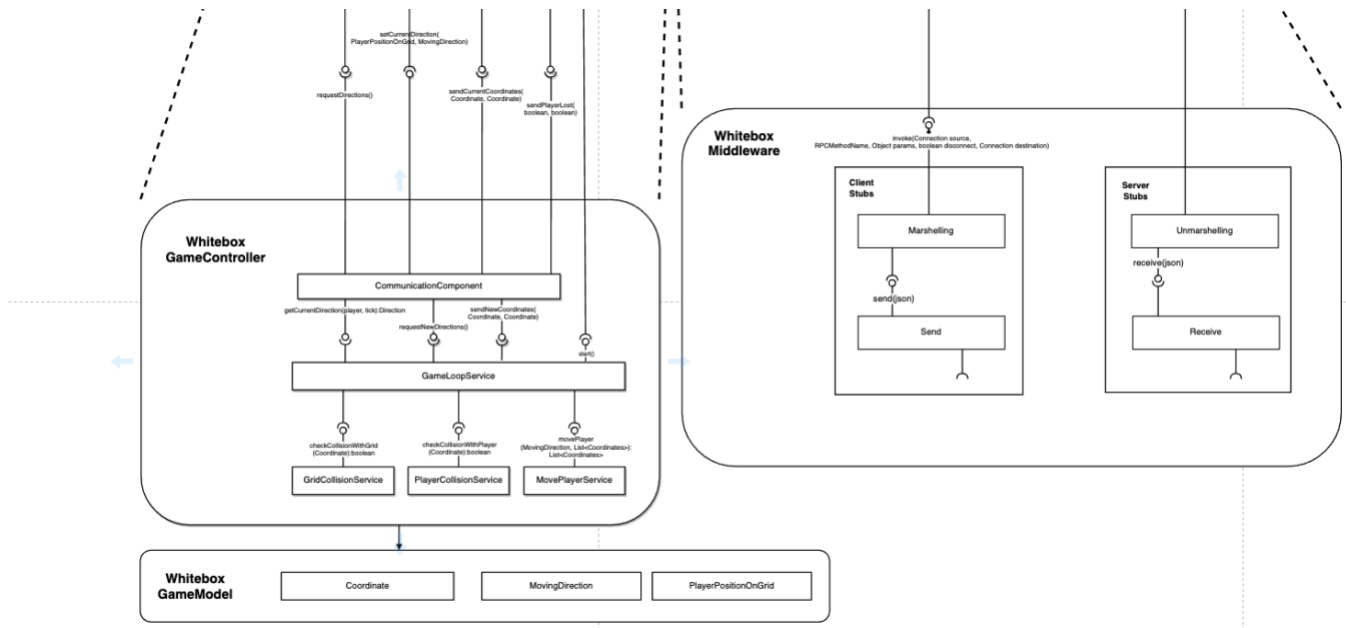 setCurrentDirection(
PlayerPositionOnGrid, MovingDirection)
requestDirections()
sendCurrentCoordinates(
Coordinate, Coordinate)
sendPlayerLost(
boolean, boolean)
Whitebox
GameController
CommunicationComponent
getCurrentDirection(player, tick):Direction
requestNewDirections()
sendNewCoordinates(
Coordinate, Coordinate)
start()
GameLoopService
checkCollisionWithGrid
(Coordinate):boolean
checkCollisionWithPlayer
(Coordinate):boolean
movePlayer
(MovingDirection, List<Coordinates>):
List<Coordinates>
GridCollisionService
PlayerCollisionService
MovePlayerService
Whitebox
GameModel
Coordinate
MovingDirection
PlayerPositionOnGrid
Whitebox
Middleware
invoke(Connection source,
RPCMethodName, Object params, boolean disconnect, Connection destination)
Client
Stubs
Marshelling
send(json)
Send
Server
Stubs
Unmarshelling
receive(json)
Receive